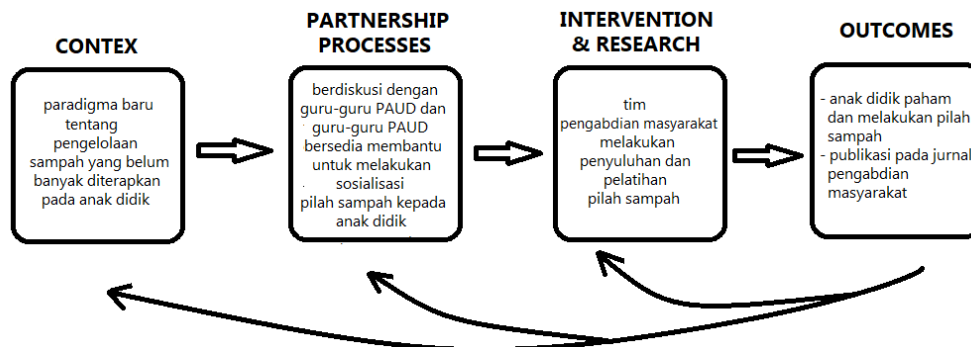 CONTEX
paradigma baru
tentang
pengelolaan
sampah yang belum
banyak diterapkan
pada anak didik
PARTNERSHIP
PROCESSES
berdiskusi dengan
guru-guru PAUD dan
guru-guru PAUD
bersedia membantu
untuk melakukan
sosialisasi
pilah sampah kepada
anak didik
INTERVENTION
& RESEARCH
tim
pengabdian masyarakat
melakukan
penyuluhan dan
pelatihan
pilah sampah
OUTCOMES
- anak didik paham
dan melakukan pilah
sampah
- publikasi pada jurnal
pengabdian
masyarakat